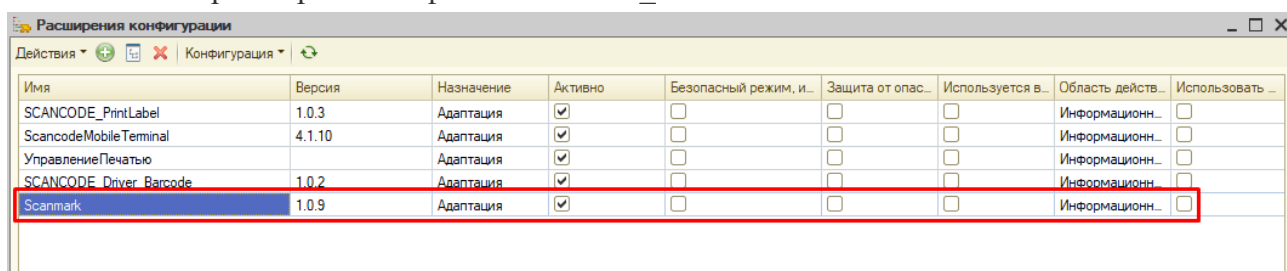 Расширения конфигурации
Действия Конфигурация
Имя Версия Назначение Активно Безопасный режим, и... Защита от опас... Используется в... Область действ... Использовать ...
SCANCODE_PrintLabel 1.0.3 Адаптация Информационн...
ScancodeMobileTerminal 4.1.10 Адаптация Информационн...
УправлениеПечатью Адаптация Информационн...
SCANCODE_Driver_Barcode 1.0.2 Адаптация Информационн...
Scanmark 1.0.9 Адаптация Информационн...